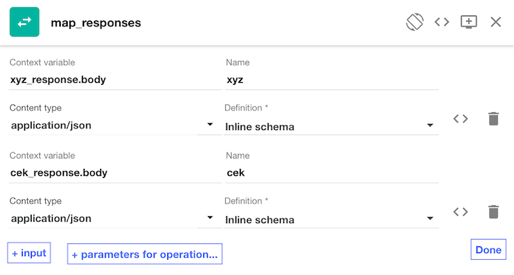 map_responses
Context variable Name
xyz_response.body xyz
Content type Definition *
application/json Inline schema
Context variable Name
cek_response.body cek
Content type Definition *
application/json Inline schema
+ input + parameters for operation... Done